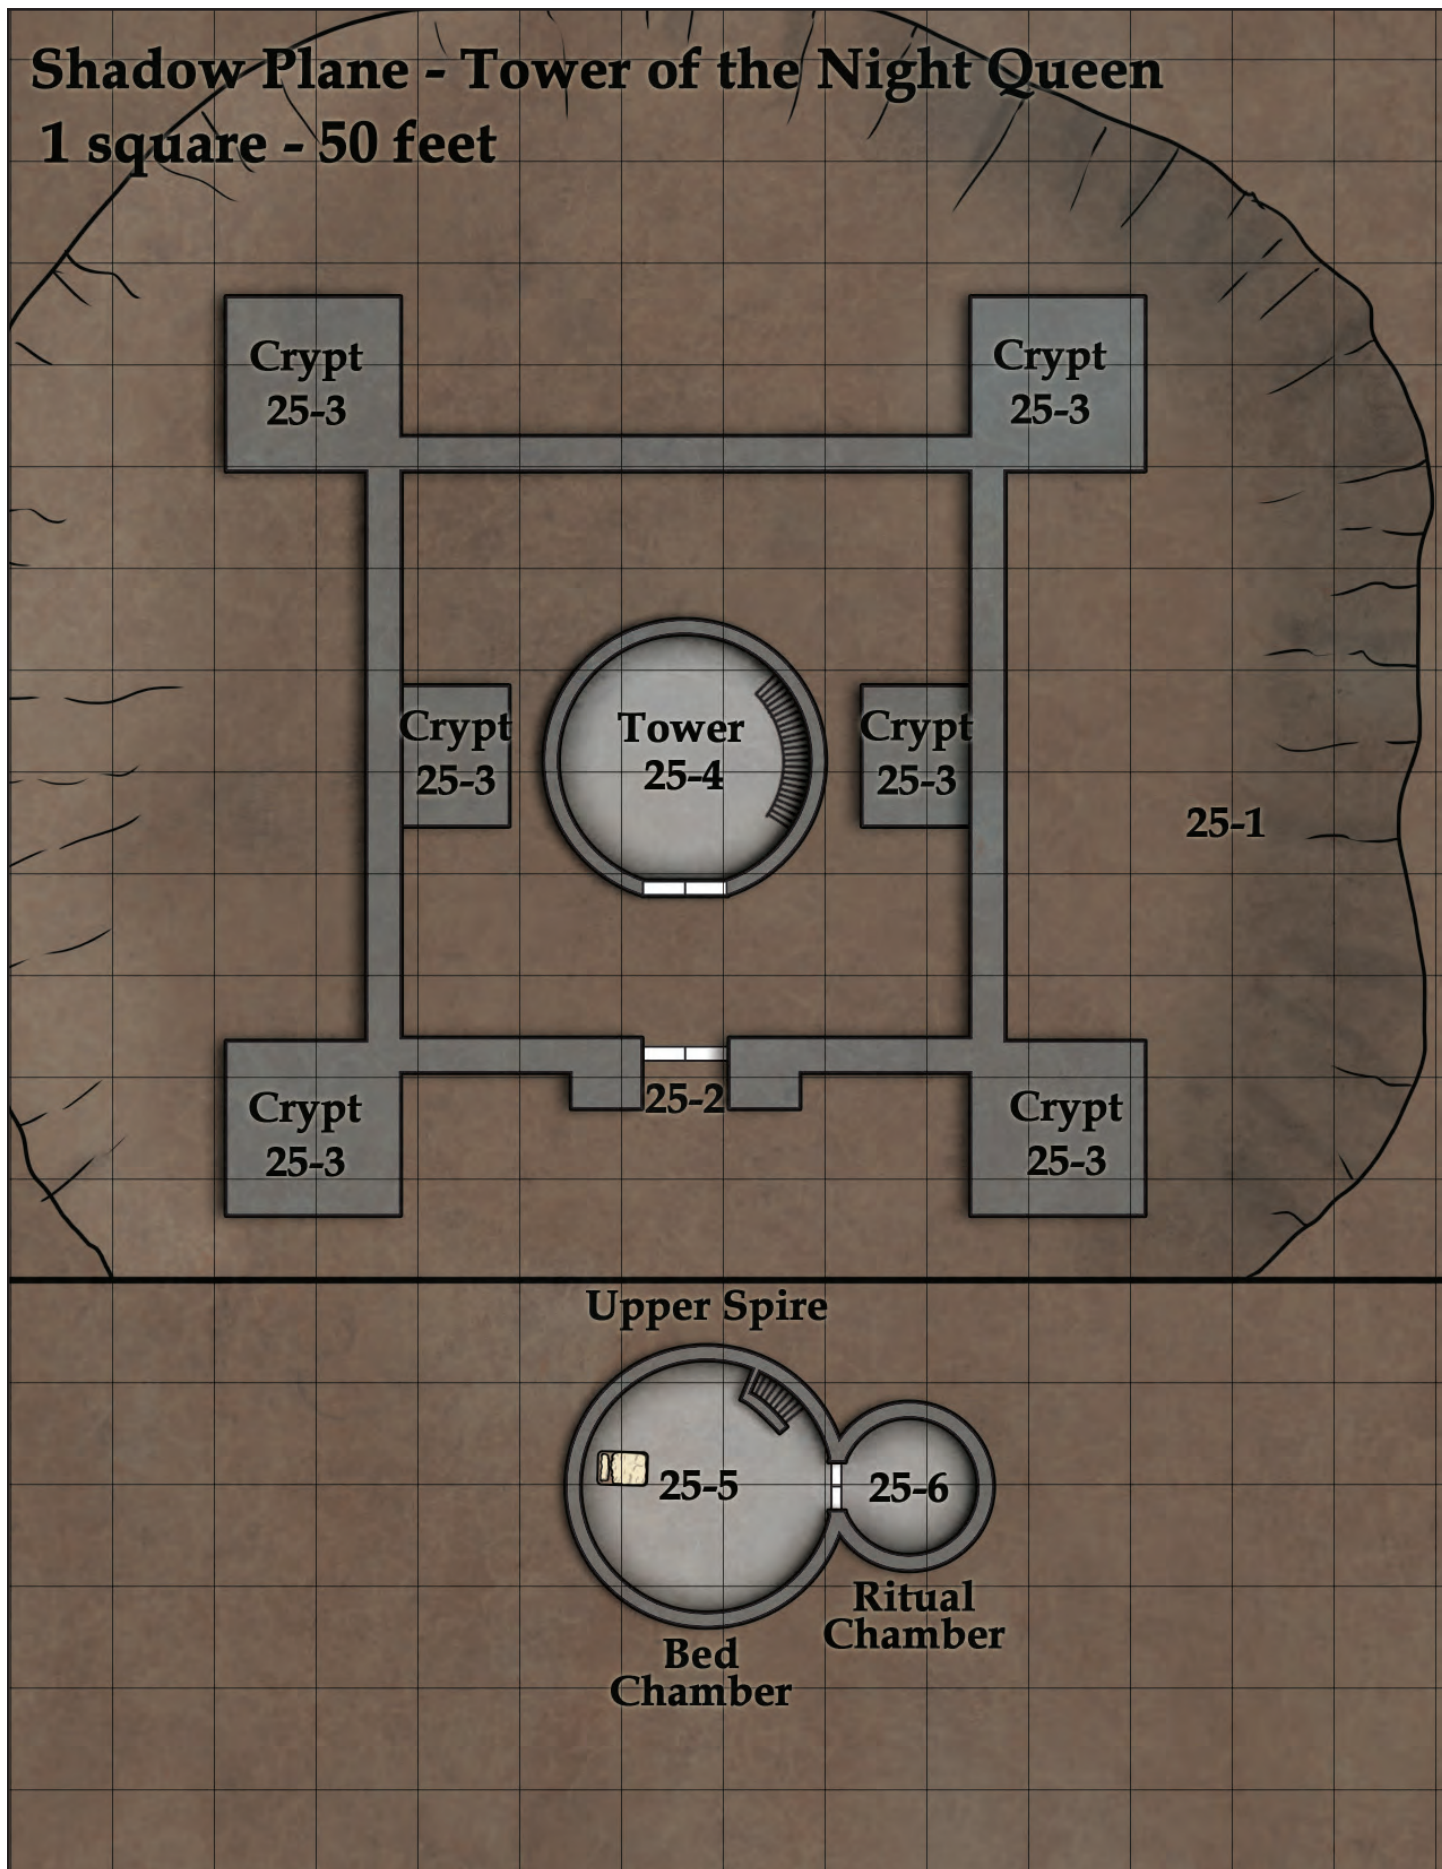 Shadow Plane - Tower of the Night Queen
1 square - 50 feet
Crypt
25-3
Crypt
25-3
Crypt
25-3
Tower
25-4
Crypt
25-3
25-1
25-2
Crypt
25-3
Crypt
25-3
Upper Spire
25-5
25-6
Ritual
Chamber
Bed
Chamber